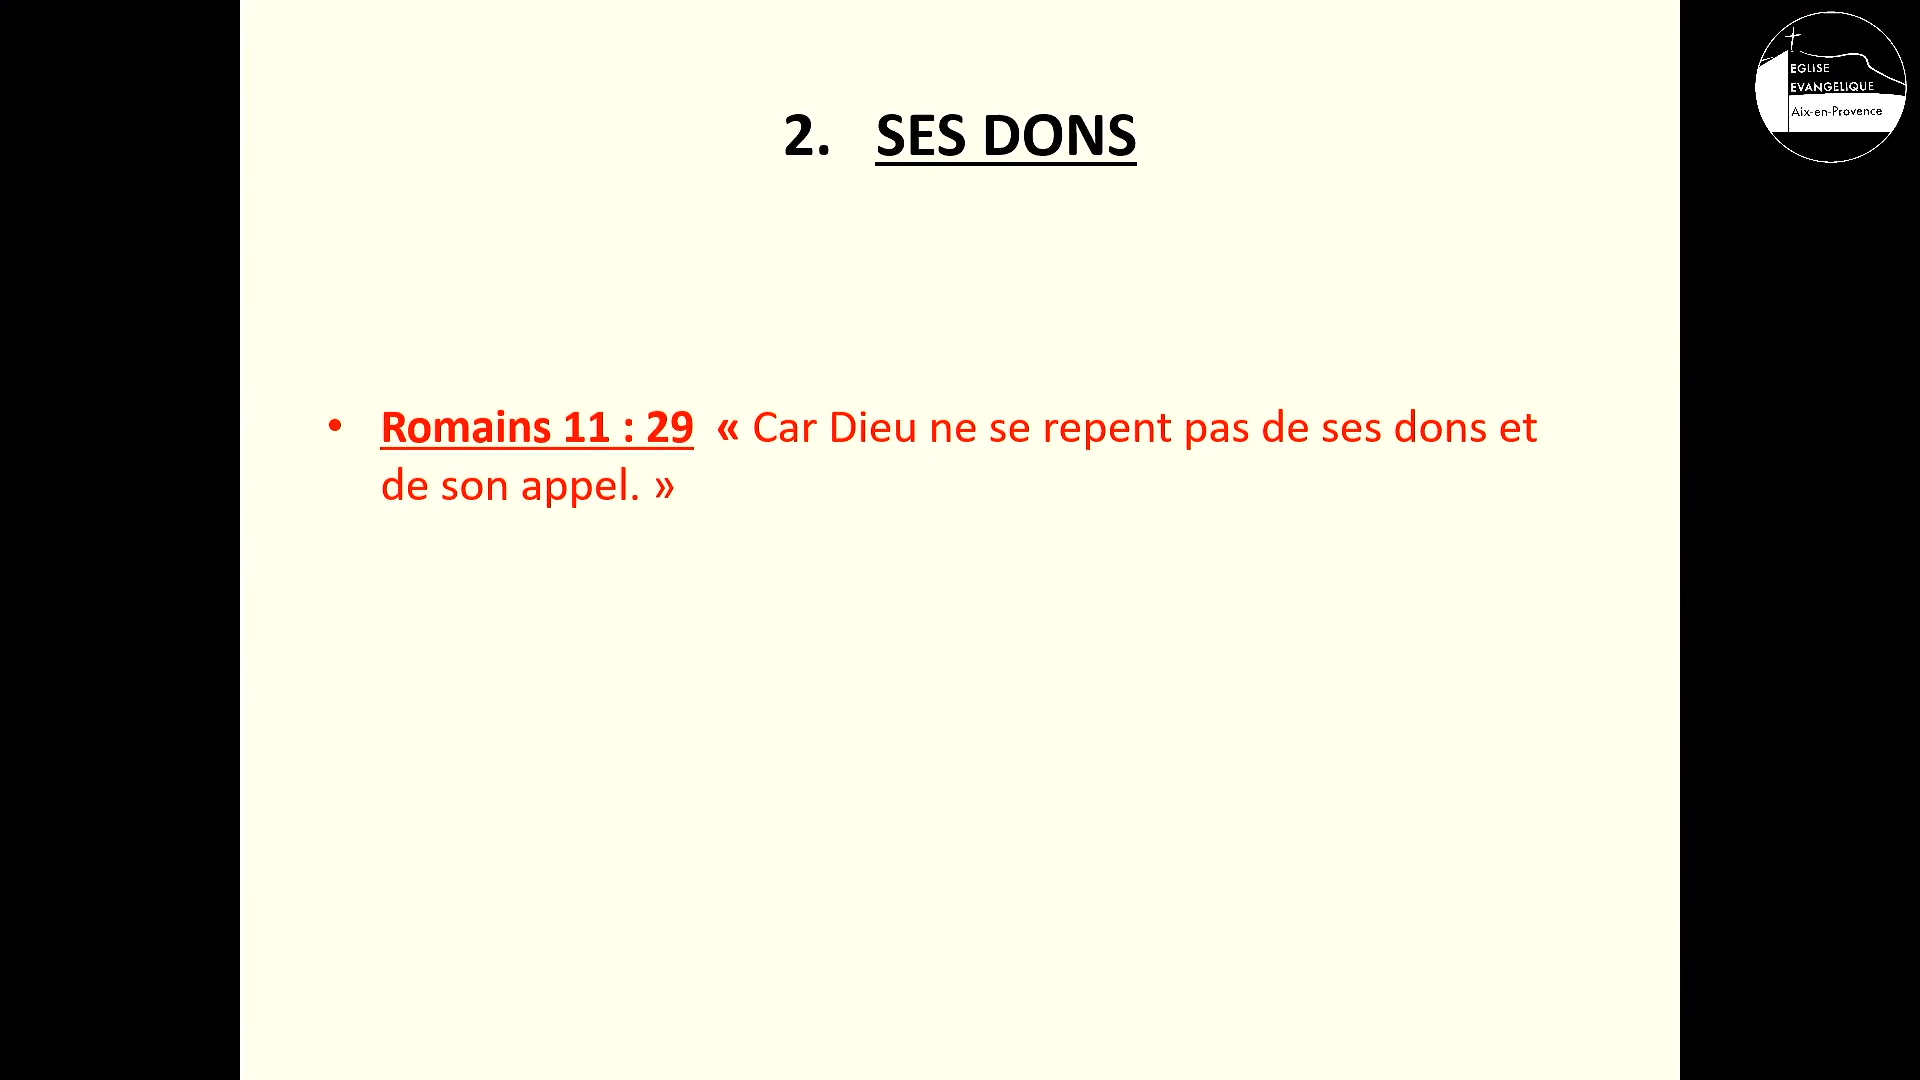 2. SES DONS
• Romains 11 : 29 « Car Dieu ne se repent pas de ses dons et
de son appel. »
EGLISE
EVANGELIQUE
Aix-en-Provence